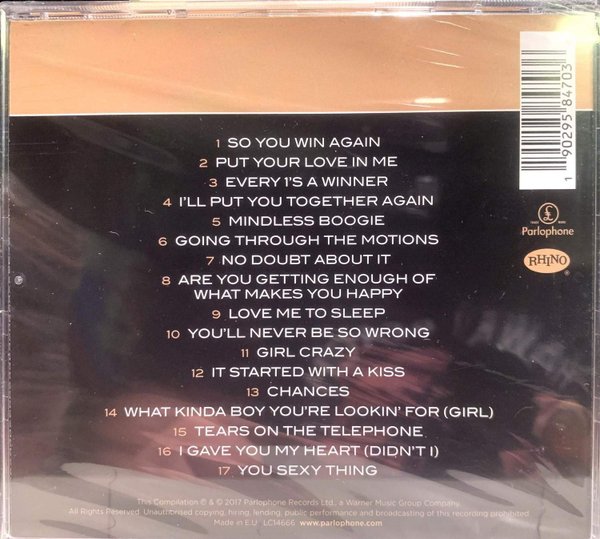 1 SO YOU WIN AGAIN
2 PUT YOUR LOVE IN ME
3 EVERY 1'S A WINNER
4 I'LL PUT YOU TOGETHER AGAIN
5 MINDLESS BOOGIE
6 GOING THROUGH THE MOTIONS
7 NO DOUBT ABOUT IT
8 ARE YOU GETTING ENOUGH OF
WHAT MAKES YOU HAPPY
9 LOVE ME TO SLEEP
10 YOU'LL NEVER BE SO WRONG
11 GIRL CRAZY
12 IT STARTED WITH A KISS
13 CHANCES
14 WHAT KINDA BOY YOU'RE LOOKIN' FOR (GIRL)
15 TEARS ON THE TELEPHONE
16 I GAVE YOU MY HEART (DIDN'T I)
17 YOU SEXY THING
1 90295 84703
£
Parlophone
RHINO
This Compilation ℗ & © 2017 Parlophone Records Ltd., a Warner Music Group Company.
All Rights Reserved. Unauthorised copying, hiring, lending, public performance and broadcasting of this recording prohibited.
Made in E.U. LC14666 www.parlophone.com